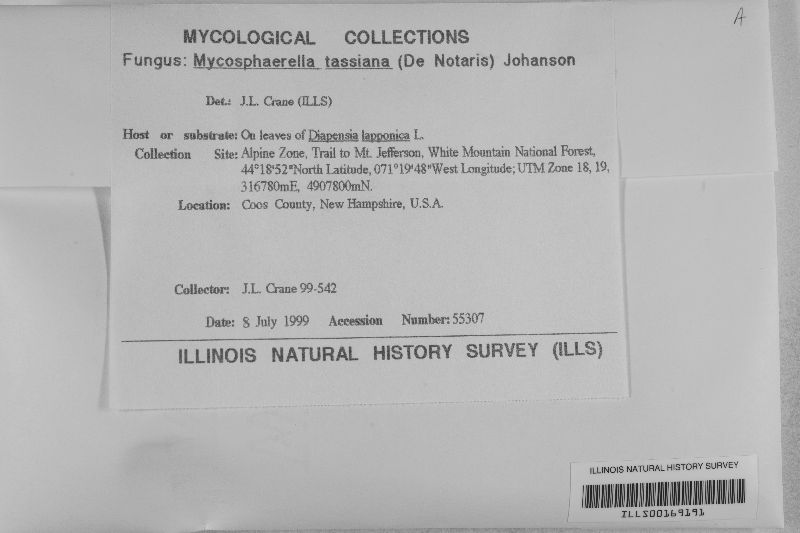 A
MYCOLOGICAL COLLECTIONS
Fungus: Mycosphaerella tassiana (De Notaris) Johanson
Det.: J.L. Crane (ILLS)
Host or substrate: On leaves of Diapensia lapponica L.
Collection Site: Alpine Zone, Trail to Mt. Jefferson, White Mountain National Forest,
44°18'52"North Latitude, 071°19'48"West Longitude; UTM Zone 18, 19,
316780mE, 4907800mN.
Location: Coos County, New Hampshire, U.S.A.
Collector: J.L. Crane 99-542
Date: 8 July 1999 Accession Number: 55307
ILLINOIS NATURAL HISTORY SURVEY (ILLS)
ILLINOIS NATURAL HISTORY SURVEY
ILLS00169191